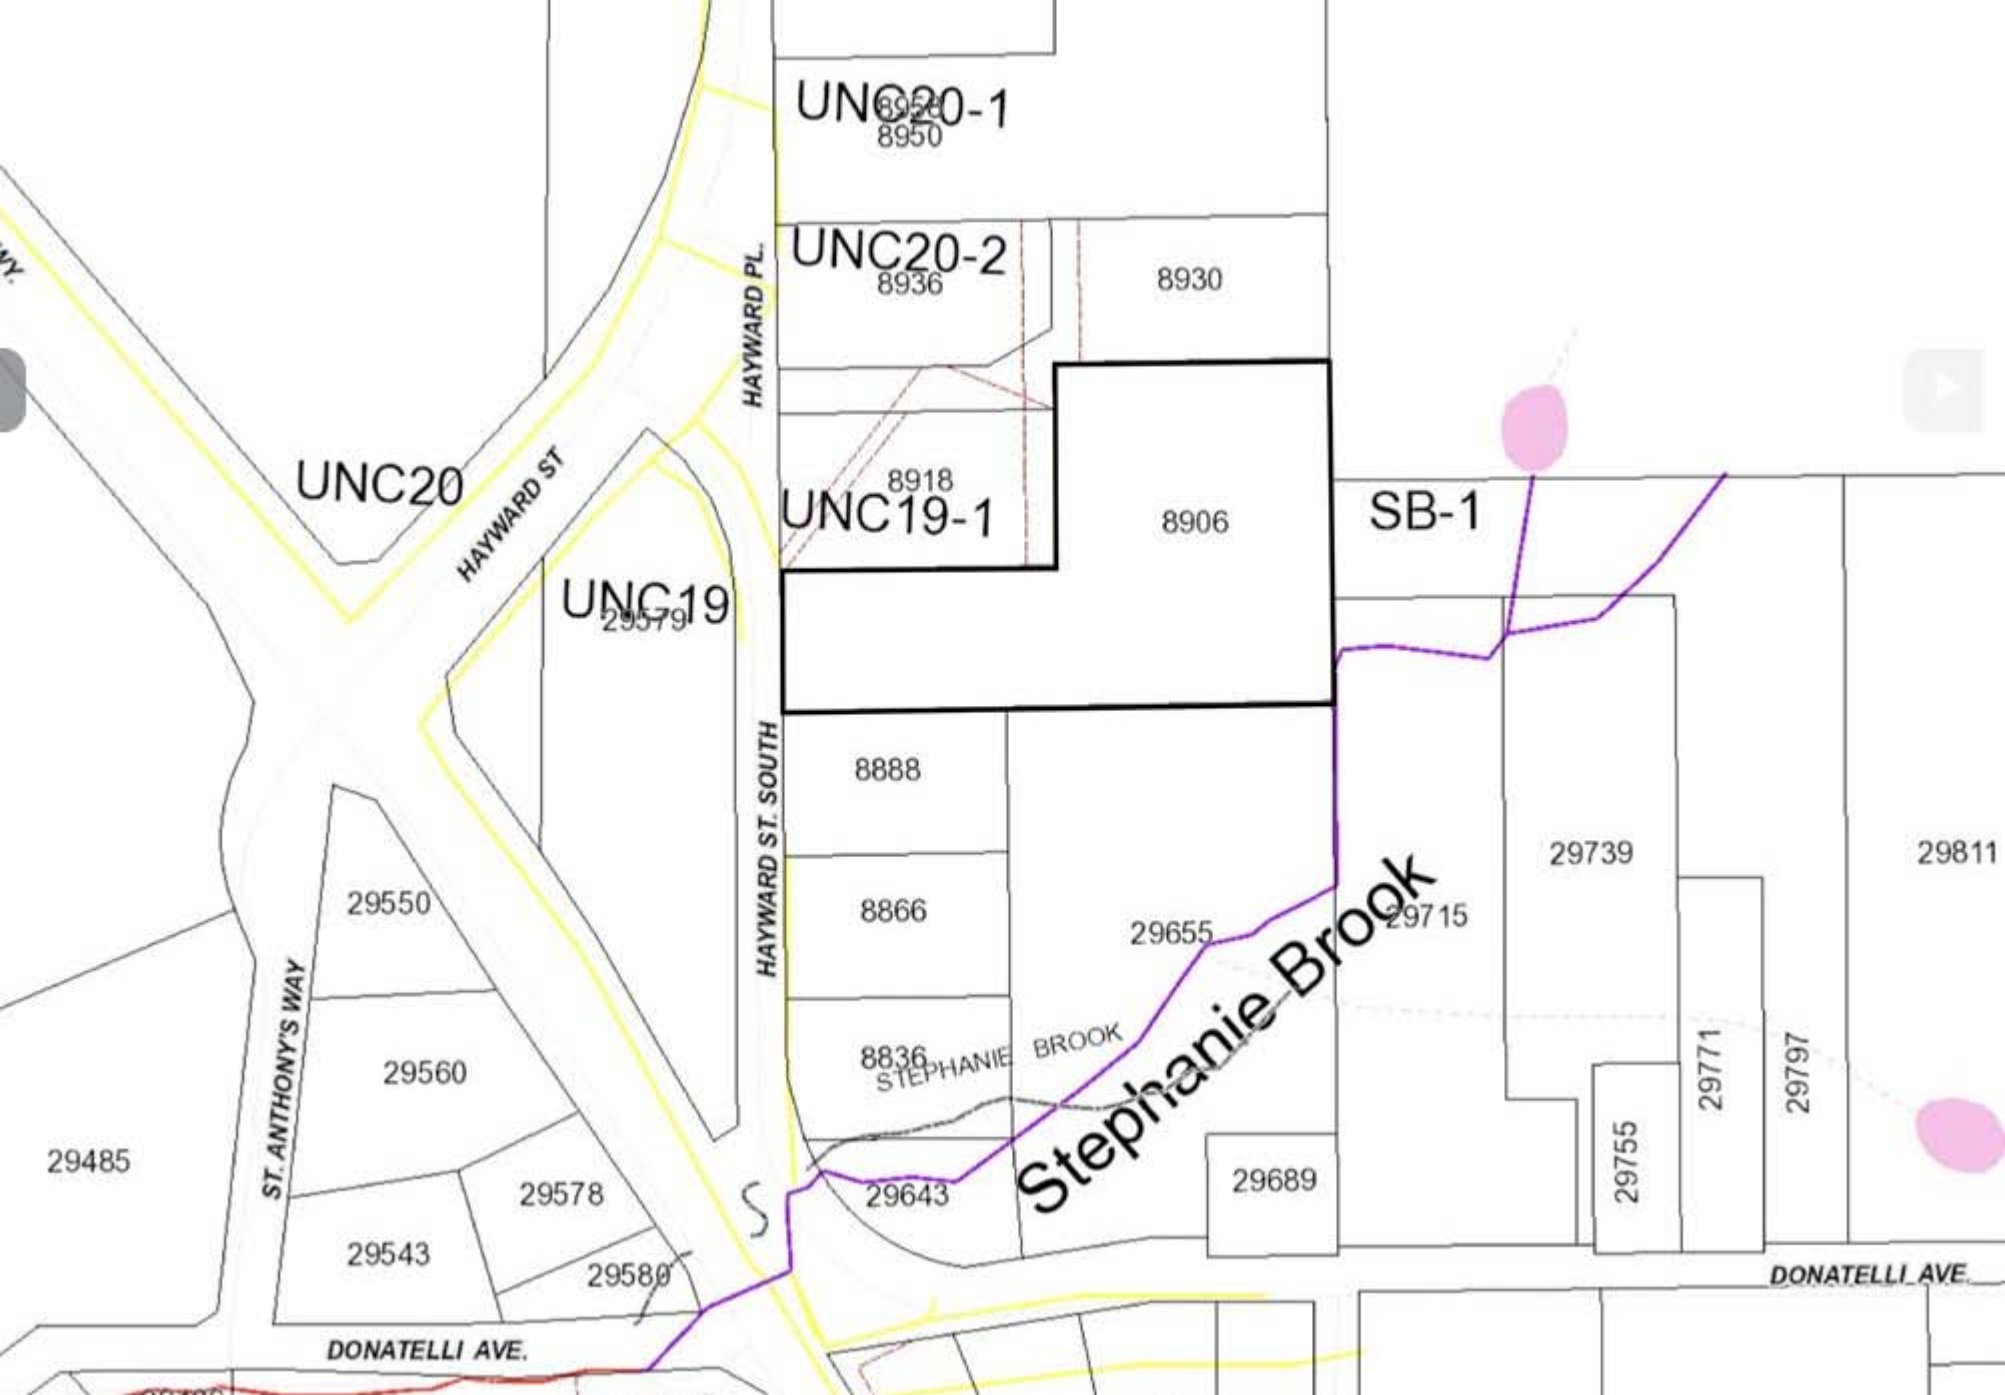 UNC20-1
8950
WY.
HAYWARD PL.
UNC20-2
8936
8930
UNC20
HAYWARD ST
8918
UNC19-1
8906
SB-1
UNC19
29579
HAYWARD ST. SOUTH
8888
8866
8836
29655
29715
29739
29811
Stephanie Brook
STEPHANIE BROOK
29550
29560
ST. ANTHONY'S WAY
29485
29578
29543
29580
29643
29689
29755
29771
29797
DONATELLI AVE.
DONATELLI AVE.